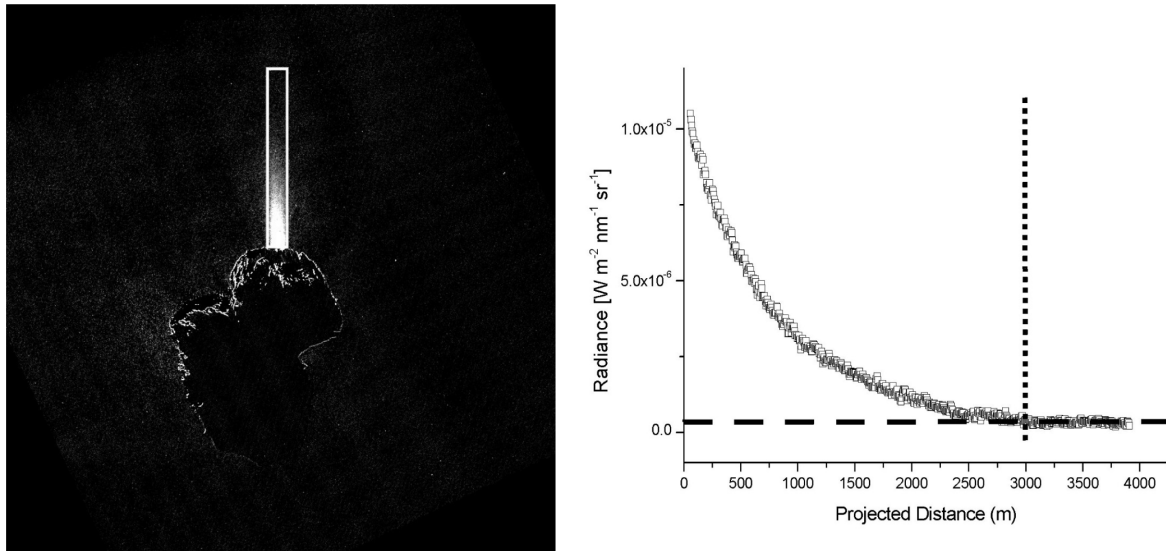 1.0x10⁻⁵
5.0x10⁻⁶
0.0
Radiance [W m⁻² nm⁻¹ sr⁻¹]
0 500 1000 1500 2000 2500 3000 3500 4000
Projected Distance (m)